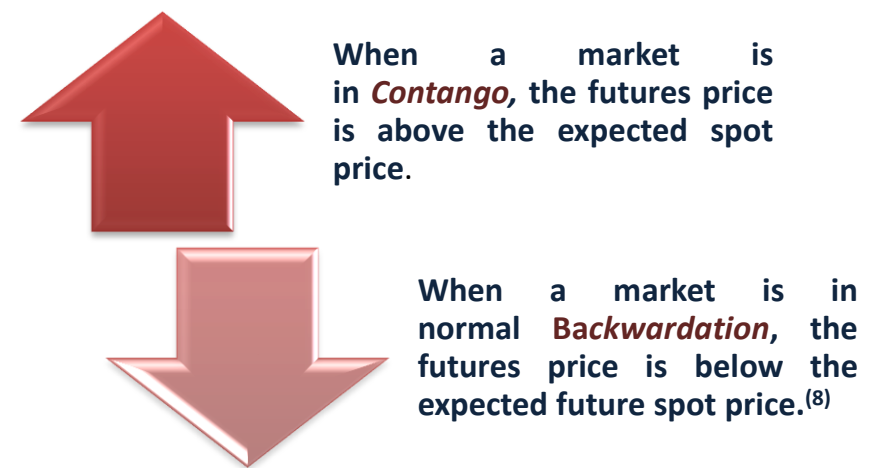 When a market is
in Contango, the futures price
is above the expected spot
price.
When a market is in
normal Backwardation, the
futures price is below the
expected future spot price.(8)